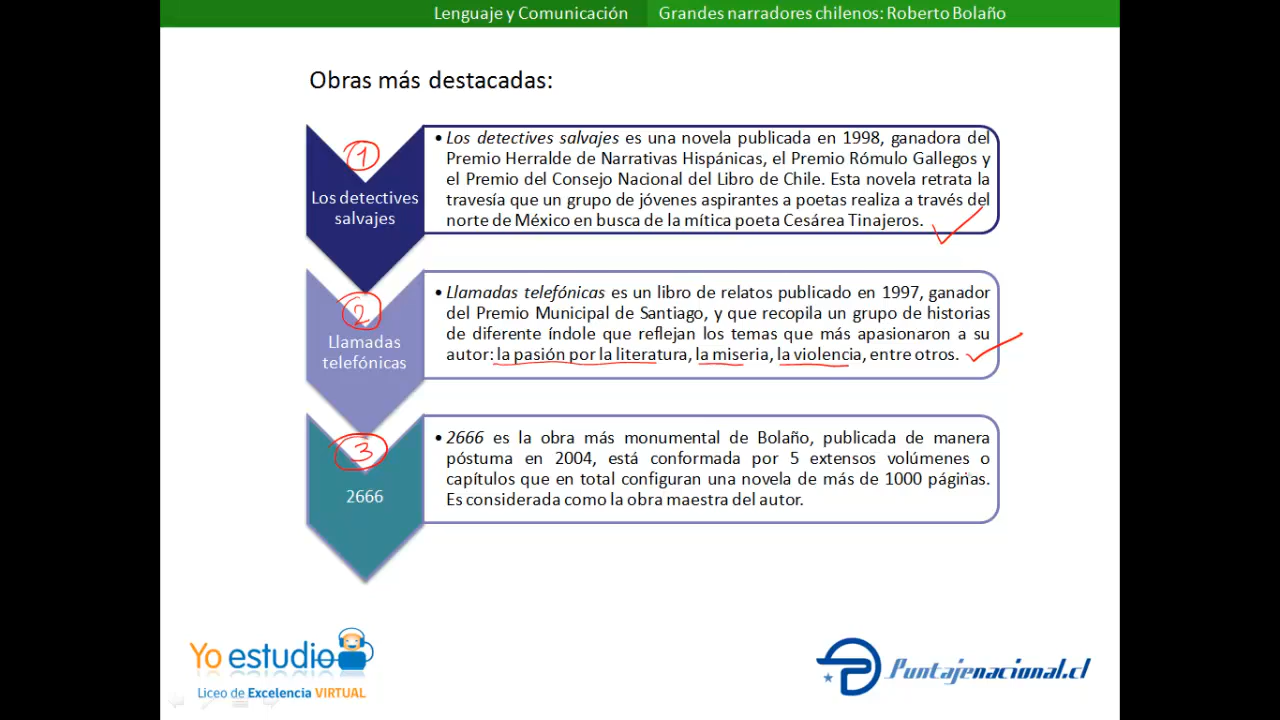 Lenguaje y Comunicación Grandes narradores chilenos: Roberto Bolaño
Obras más destacadas:
1
Los detectives
salvajes
• Los detectives salvajes es una novela publicada en 1998, ganadora del
Premio Herralde de Narrativas Hispánicas, el Premio Rómulo Gallegos y
el Premio del Consejo Nacional del Libro de Chile. Esta novela retrata la
travesía que un grupo de jóvenes aspirantes a poetas realiza a través del
norte de México en busca de la mítica poeta Cesárea Tinajeros.
2
Llamadas
telefónicas
• Llamadas telefónicas es un libro de relatos publicado en 1997, ganador
del Premio Municipal de Santiago, y que recopila un grupo de historias
de diferente índole que reflejan los temas que más apasionaron a su
autor: la pasión por la literatura, la miseria, la violencia, entre otros.
3
2666
• 2666 es la obra más monumental de Bolaño, publicada de manera
póstuma en 2004, está conformada por 5 extensos volúmenes o
capítulos que en total configuran una novela de más de 1000 páginas.
Es considerada como la obra maestra del autor.
Yo estudio
Liceo de Excelencia VIRTUAL
Puntajenacional.cl